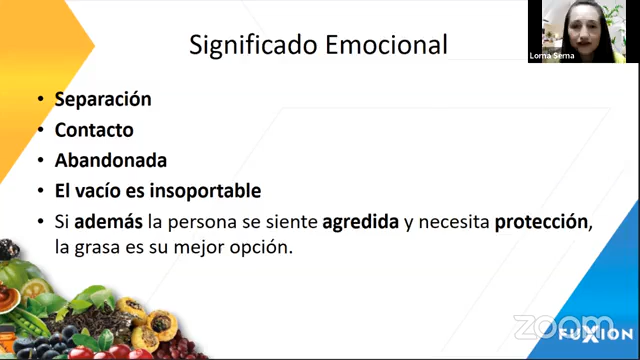 Significado Emocional
Lorna Serna
• Separación
• Contacto
• Abandonada
• El vacío es insoportable
• Si además la persona se siente agredida y necesita protección,
la grasa es su mejor opción.
zoom
FUXION